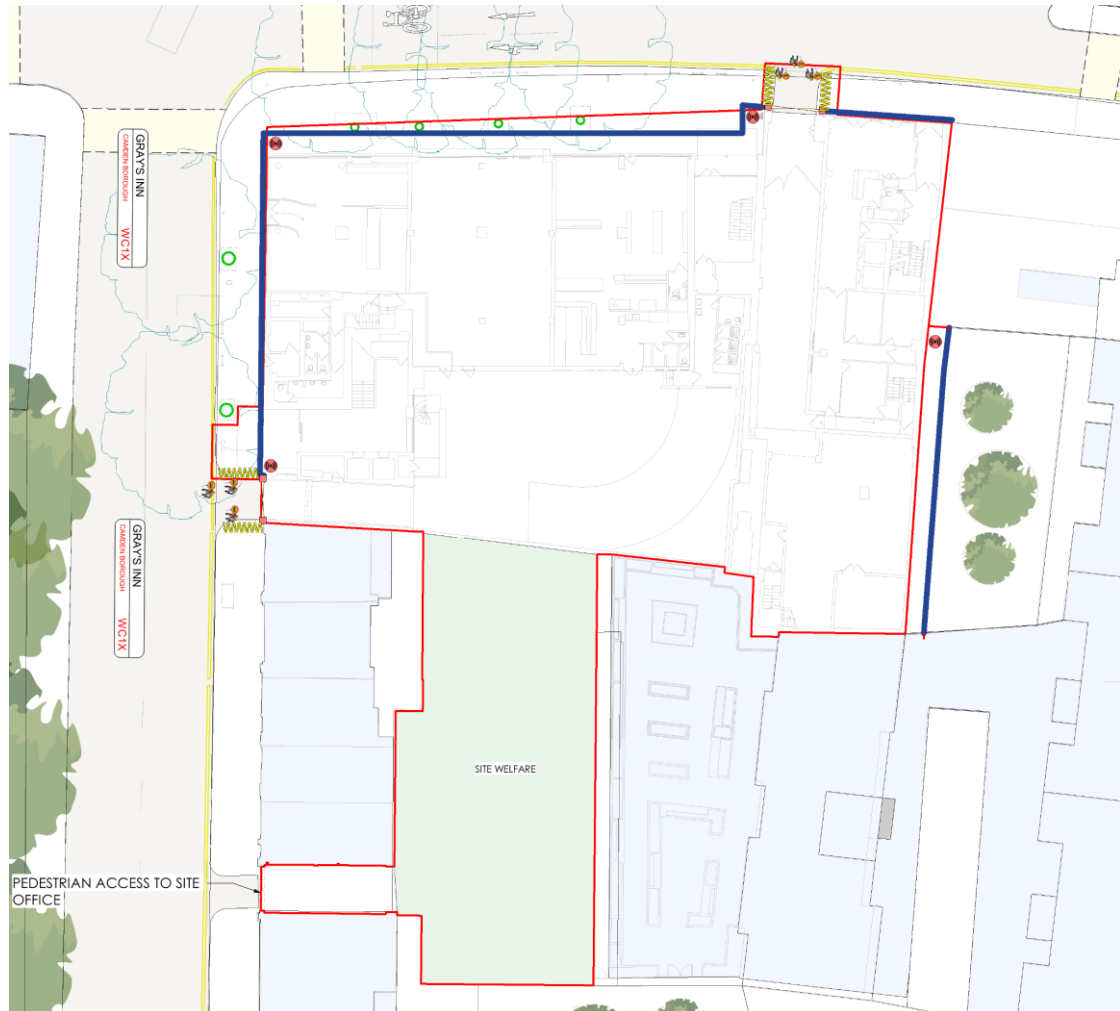 GRAY'S INN
CAMDEN BOROUGH WC1X
GRAY'S INN
CAMDEN BOROUGH WC1X
SITE WELFARE
PEDESTRIAN ACCESS TO SITE
OFFICE